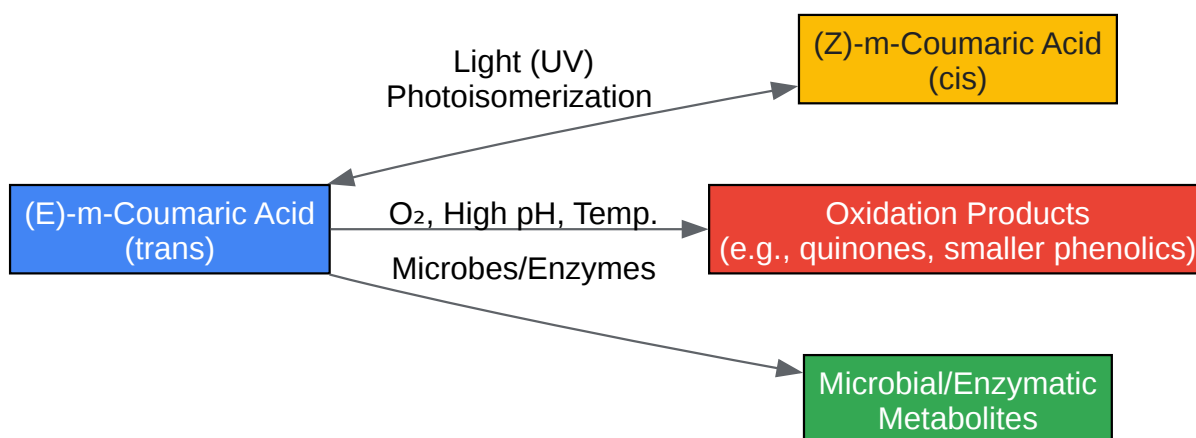 (Z)-m-Coumaric Acid
(cis)
Light (UV)
Photoisomerization
(E)-m-Coumaric Acid
(trans)
O₂, High pH, Temp.
Oxidation Products
(e.g., quinones, smaller phenolics)
Microbes/Enzymes
Microbial/Enzymatic
Metabolites